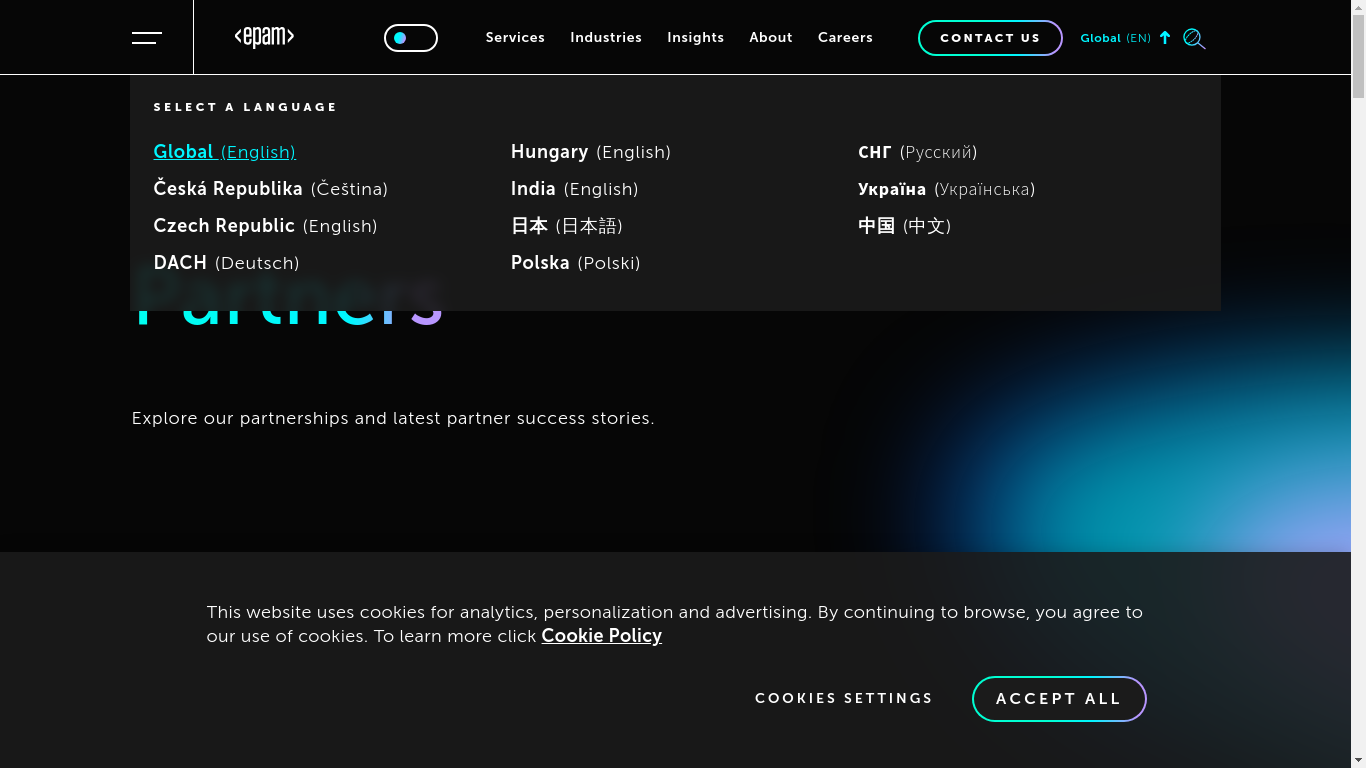 <epam>
Services Industries Insights About Careers CONTACT US Global (EN)
SELECT A LANGUAGE
Global (English)
Česká Republika (Čeština)
Czech Republic (English)
DACH (Deutsch)
Hungary (English)
India (English)
日本 (日本語)
Polska (Polski)
СНГ (Русский)
Україна (Українська)
中国 (中文)
Partners
Explore our partnerships and latest partner success stories.
This website uses cookies for analytics, personalization and advertising. By continuing to browse, you agree to
our use of cookies. To learn more click Cookie Policy
COOKIES SETTINGS ACCEPT ALL